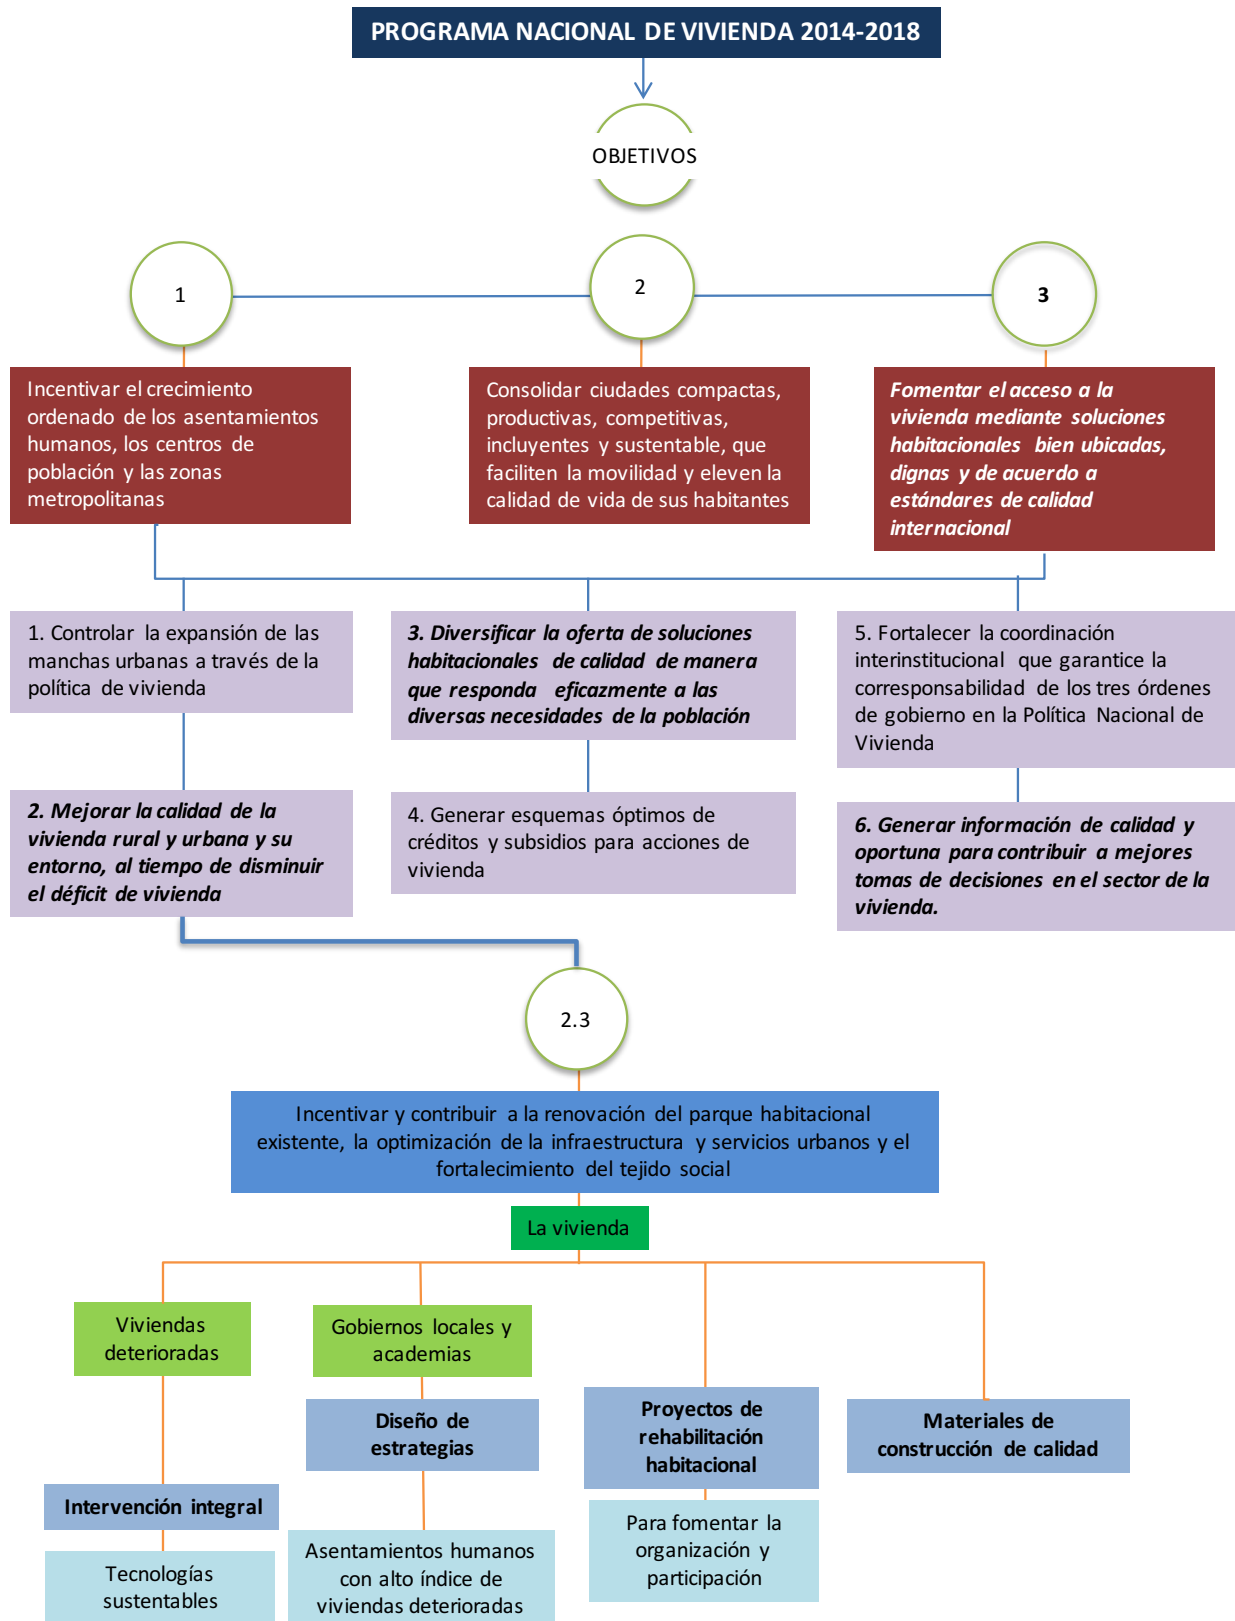 PROGRAMA NACIONAL DE VIVIENDA 2014-2018
OBJETIVOS
1
2
3
Incentivar el crecimiento
ordenado de los asentamientos
humanos, los centros de
población y las zonas
metropolitanas
Consolidar ciudades compactas,
productivas, competitivas,
incluyentes y sustentable, que
faciliten la movilidad y eleven la
calidad de vida de sus habitantes
Fomentar el acceso a la
vivienda mediante soluciones
habitacionales bien ubicadas,
dignas y de acuerdo a
estándares de calidad
internacional
1. Controlar la expansión de las
manchas urbanas a través de la
política de vivienda
3. Diversificar la oferta de soluciones
habitacionales de calidad de manera
que responda eficazmente a las
diversas necesidades de la población
5. Fortalecer la coordinación
interinstitucional que garantice la
corresponsabilidad de los tres órdenes
de gobierno en la Política Nacional de
Vivienda
2. Mejorar la calidad de la
vivienda rural y urbana y su
entorno, al tiempo de disminuir
el déficit de vivienda
4. Generar esquemas óptimos de
créditos y subsidios para acciones de
vivienda
6. Generar información de calidad y
oportuna para contribuir a mejores
tomas de decisiones en el sector de la
vivienda.
2.3
Incentivar y contribuir a la renovación del parque habitacional
existente, la optimización de la infraestructura y servicios urbanos y el
fortalecimiento del tejido social
La vivienda
Viviendas
deterioradas
Gobiernos locales y
academias
Diseño de
estrategias
Proyectos de
rehabilitación
habitacional
Materiales de
construcción de calidad
Intervención integral
Tecnologías
sustentables
Asentamientos humanos
con alto índice de
viviendas deterioradas
Para fomentar la
organización y
participación